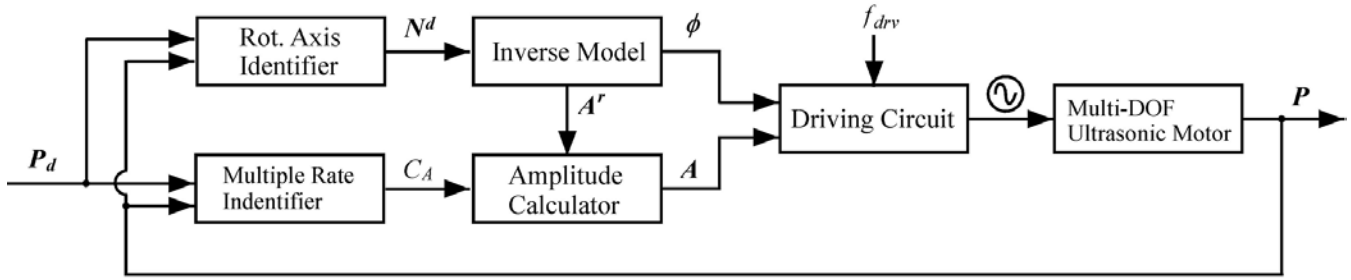 Rot. Axis
Identifier
N^d
Inverse Model
ϕ
f_drv
A^r
Driving Circuit
Multi-DOF
Ultrasonic Motor
P
P_d
Multiple Rate
Indentifier
C_A
Amplitude
Calculator
A